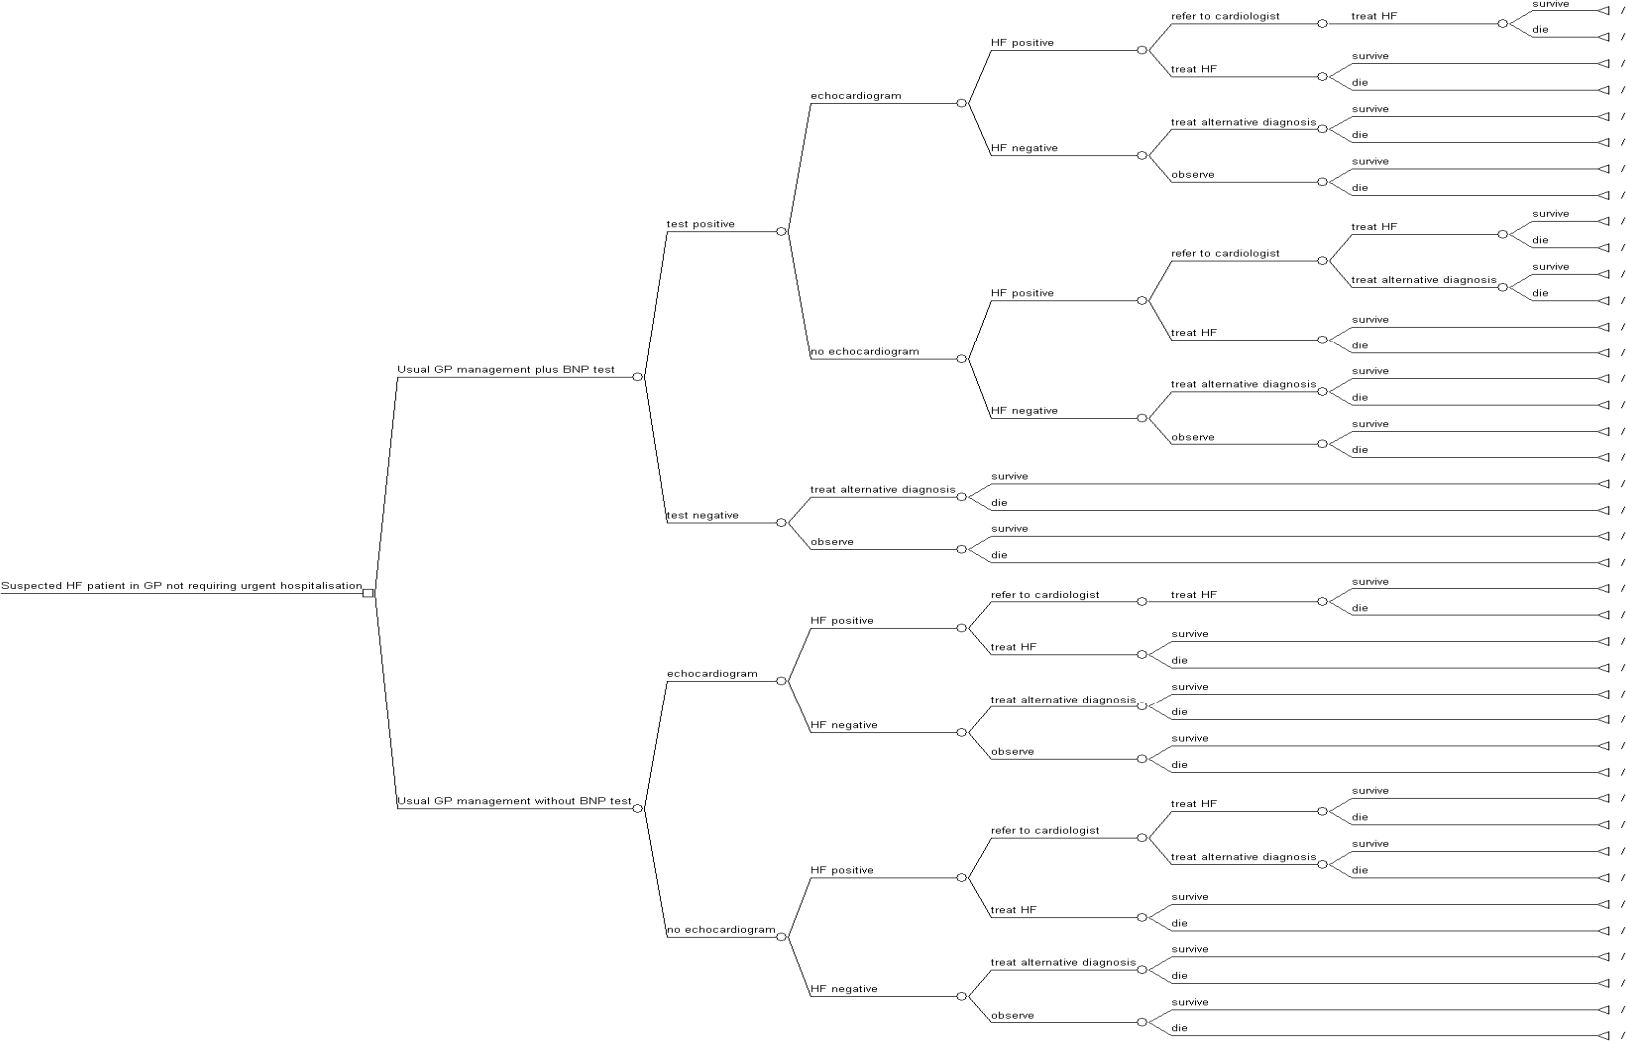 survive
refer to cardiologist treat HF
die
HF positive
survive
treat HF
die
echocardiogram
survive
treat alternative diagnosis
die
HF negative
survive
observe
die
survive
test positive
treat HF
die
refer to cardiologist
survive
treat alternative diagnosis
die
HF positive
survive
treat HF
die
no echocardiogram
survive
Usual GP management plus BNP test
treat alternative diagnosis
die
HF negative
survive
observe
die
survive
treat alternative diagnosis
die
test negative
survive
observe
die
Suspected HF patient in GP not requiring urgent hospitalisation
survive
refer to cardiologist treat HF
die
HF positive
survive
treat HF
die
echocardiogram
survive
treat alternative diagnosis
die
HF negative
survive
observe
die
survive
Usual GP management without BNP test
treat HF
die
refer to cardiologist
survive
treat alternative diagnosis
die
HF positive
survive
treat HF
die
no echocardiogram
survive
treat alternative diagnosis
die
HF negative
survive
observe
die